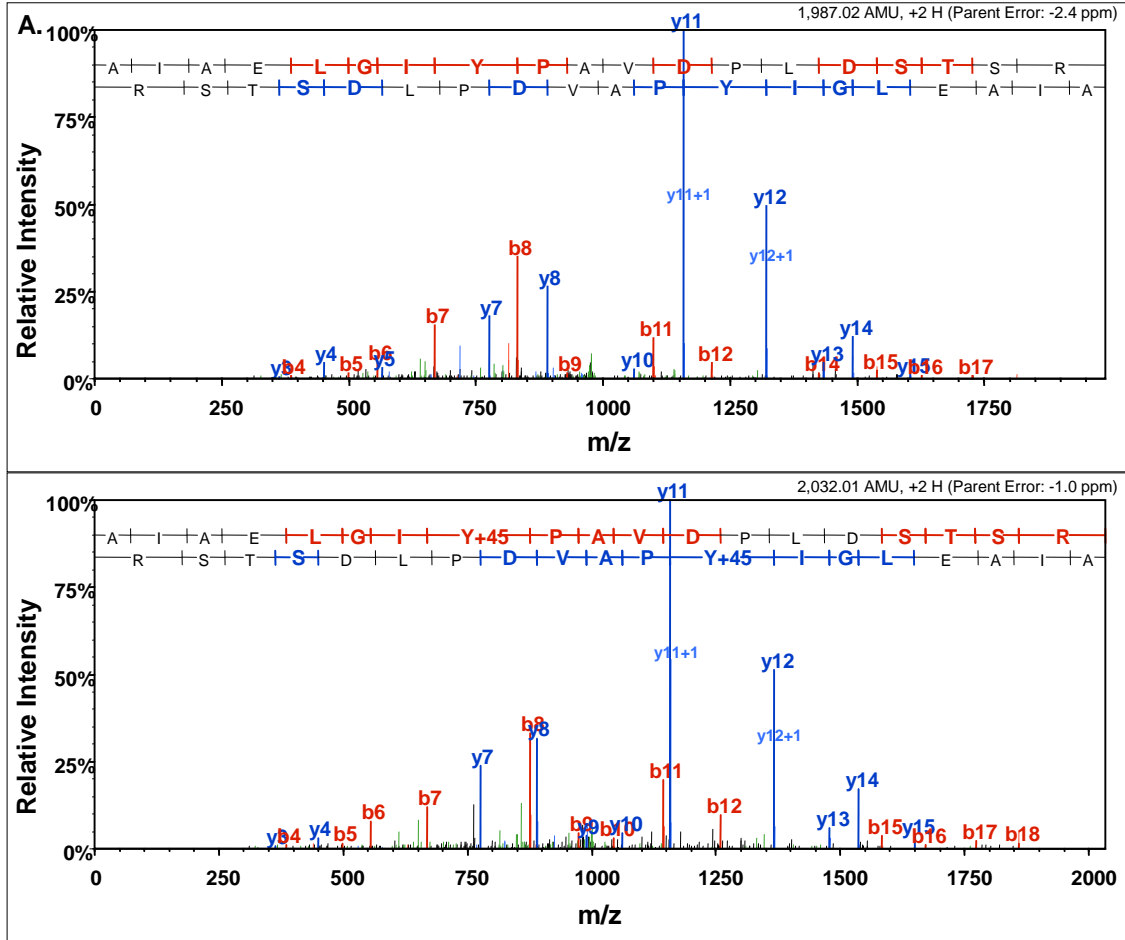 A.
1,987.02 AMU, +2 H (Parent Error: -2.4 ppm)
y11
100%
A I A E L G I Y P A V D P L D S T S R
R S T S D L P D V A P Y I G L E A I A
75%
50%
y11+1
y12
y12+1
b8
y8
25%
b7
y7
b11
y3 b4 y4 b5 b6 y5 b9 y10 b12 b14 y13 y14 b15 y15 b16 b17
0%
Relative Intensity
0 250 500 750 1000 1250 1500 1750
m/z
2,032.01 AMU, +2 H (Parent Error: -1.0 ppm)
y11
100%
A I A E L G I Y+45 P A V D P L D S T S R
R S T S D L P D V A P Y+45 I G L E A I A
75%
50%
y11+1
y12
y12+1
b8 y8
25%
y7
b11
y14
b6 b7 b12
y3 b4 y4 b5 b9 y9 b10 y10 y13 b15 y15 b16 b17 b18
0%
Relative Intensity
0 250 500 750 1000 1250 1500 1750 2000
m/z